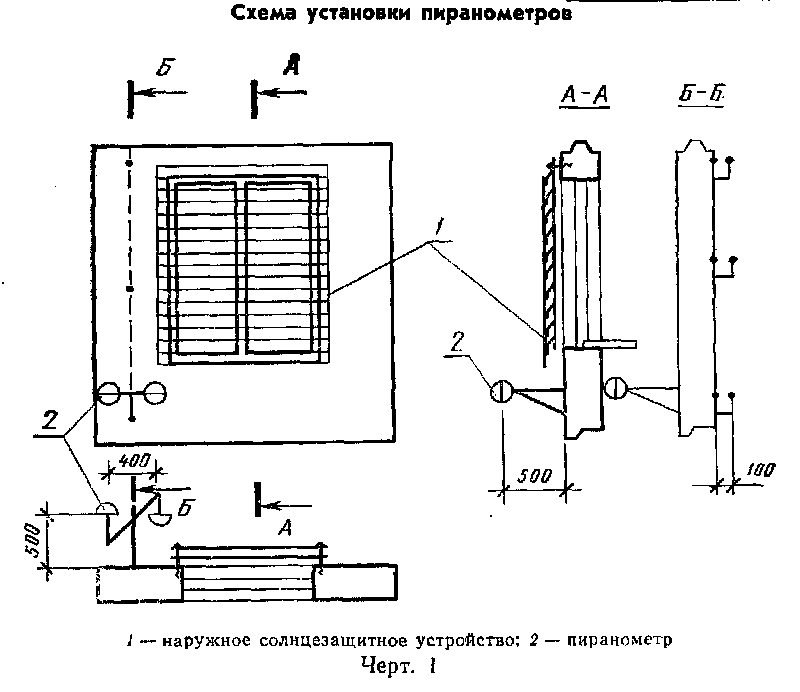 Схема установки пиранометров
Б
А
А-А
Б-Б
1
2
2
400
Б
500
А
500
100
1 — наружное солнцезащитное устройство; 2 — пиранометр
Черт. 1